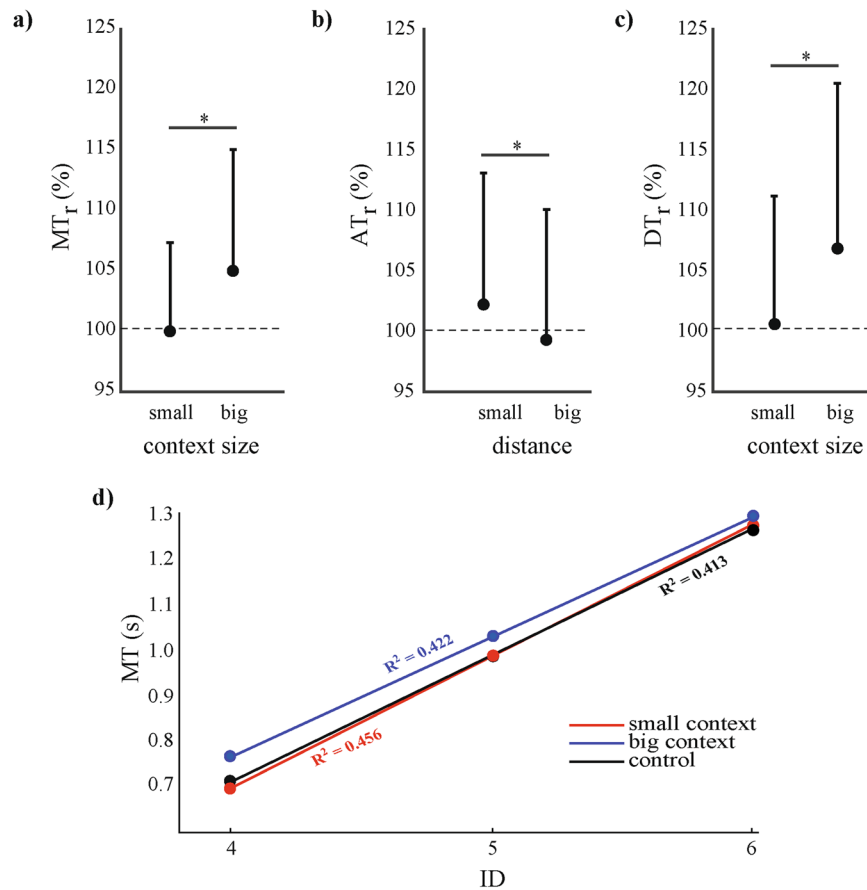 a)
125
120
115
110
105
100
95
MTr (%)
*
small big
context size
b)
125
120
115
110
105
100
95
ATr (%)
*
small big
distance
c)
125
120
115
110
105
100
95
DTr (%)
*
small big
context size
d)
1.3
1.2
1.1
1.0
0.9
0.8
0.7
MT (s)
R² = 0.413
R² = 0.422
R² = 0.456
small context
big context
control
4 5 6
ID